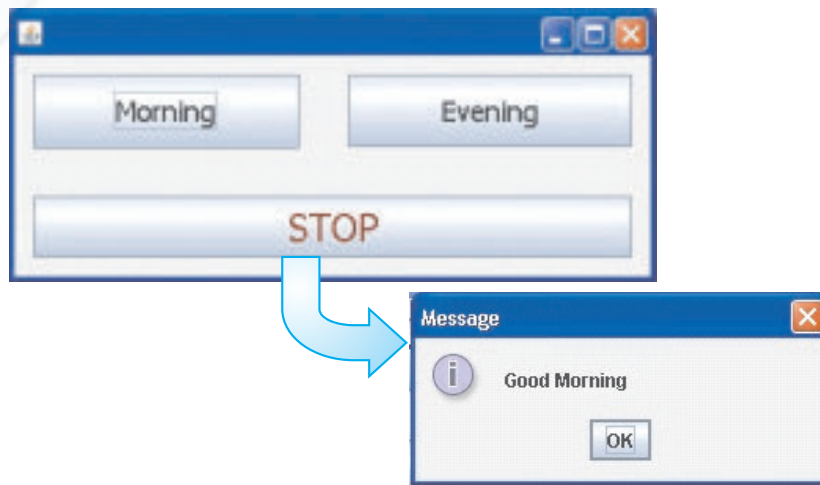 Morning
Evening
STOP
Message
i
Good Morning
OK